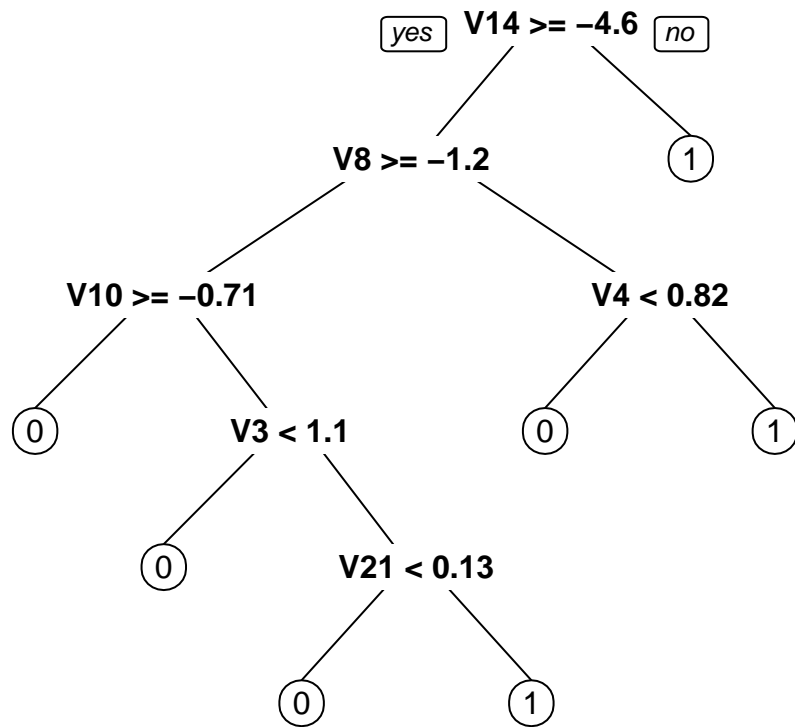 yes V14 >= −4.6 no
V8 >= −1.2 1
V10 >= −0.71 V4 < 0.82
0 V3 < 1.1 0 1
0 V21 < 0.13
0 1